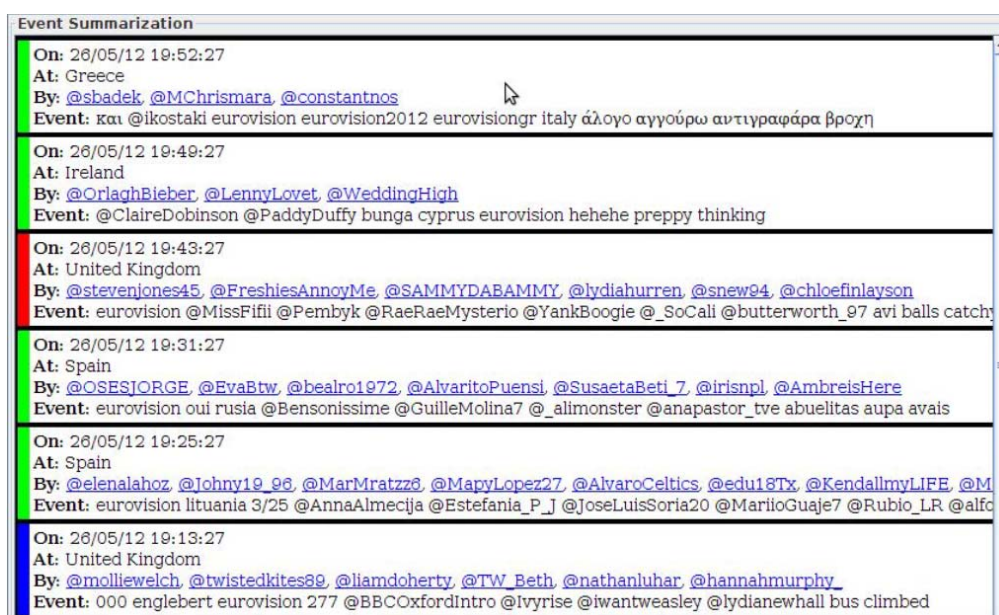 Event Summarization
On: 26/05/12 19:52:27
At: Greece
By: @sbadek, @MChrismara, @constantnos
Event: και @ikostaki eurovision eurovision2012 eurovisiongr italy άλογο αγγούρω αντιγραφάρα βροχη
On: 26/05/12 19:49:27
At: Ireland
By: @OrlaghBieber, @LennyLovet, @WeddingHigh
Event: @ClaireDobinson @PaddyDuffy bunga cyprus eurovision hehehe preppy thinking
On: 26/05/12 19:43:27
At: United Kingdom
By: @stevenjones45, @FreshiesAnnoyMe, @SAMMYDABAMMY, @lydiahurren, @snew94, @chloefinlayson
Event: eurovision @MissFifii @Pembyk @RaeRaeMysterio @YankBoogie @_SoCali @butterworth_97 avi balls catchy
On: 26/05/12 19:31:27
At: Spain
By: @OSESJORGE, @EvaBtw, @bealro1972, @AlvaritoPuensi, @SusaetaBeti_7, @irisnpl, @AmbreisHere
Event: eurovision oui rusia @Bensonissime @GuilleMolina7 @_alimonster @anapastor_tve abuelitas aupa avais
On: 26/05/12 19:25:27
At: Spain
By: @elenalahoz, @Johny19_96, @MarMratzz6, @MapyLopez27, @AlvaroCeltics, @edu18Tx, @KendallmyLIFE, @M
Event: eurovision lituania 3/25 @AnnaAlmecija @Estefania_P_J @JoseLuisSoria20 @MariioGuaje7 @Rubio_LR @alfo
On: 26/05/12 19:13:27
At: United Kingdom
By: @molliewelch, @twistedkites89, @liamdoherty, @TW_Beth, @nathanluhar, @hannahmurphy_
Event: 000 englebert eurovision 277 @BBCOxfordIntro @Ivyrise @iwantweasley @lydianewhall bus climbed